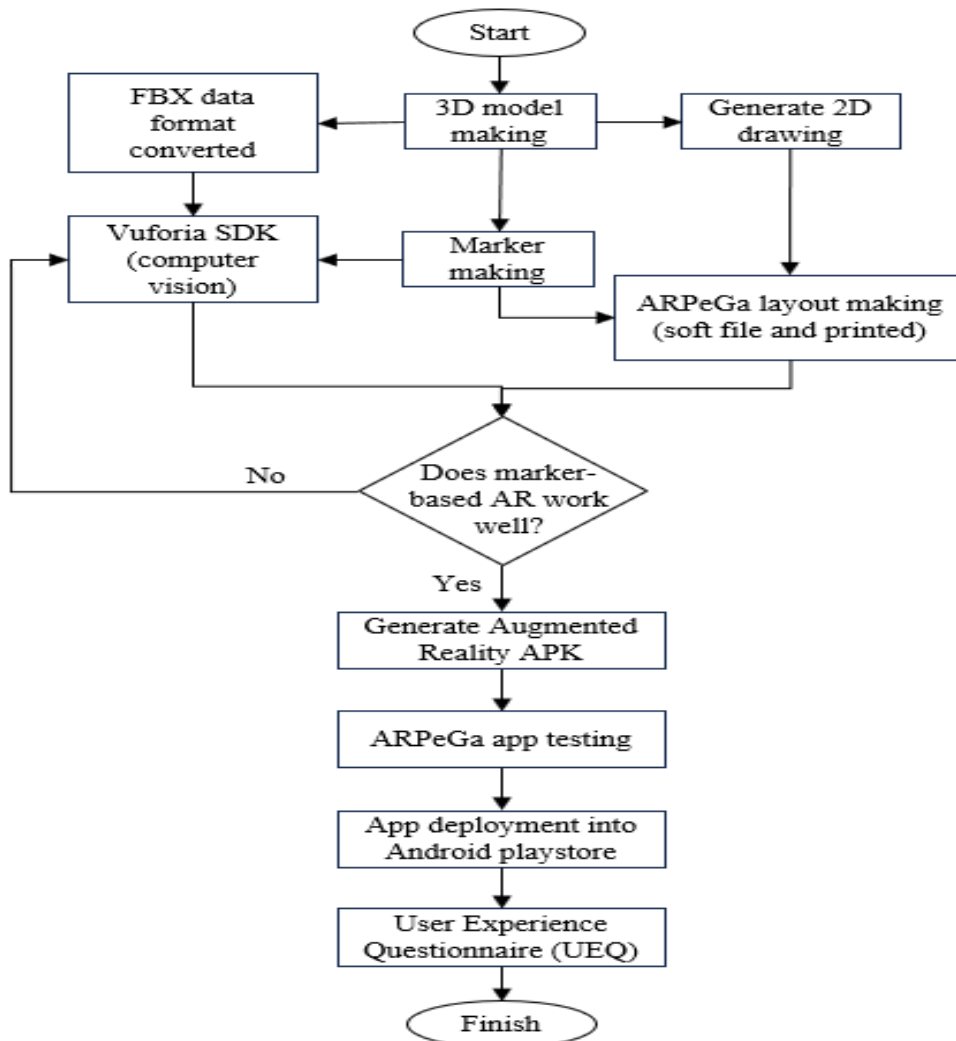 Start
FBX data
format
converted
3D model
making
Generate 2D
drawing
Vuforia SDK
(computer
vision)
Marker
making
ARPeGa layout making
(soft file and printed)
No
Does marker-
based AR work
well?
Yes
Generate Augmented
Reality APK
ARPeGa app testing
App deployment into
Android playstore
User Experience
Questionnaire (UEQ)
Finish